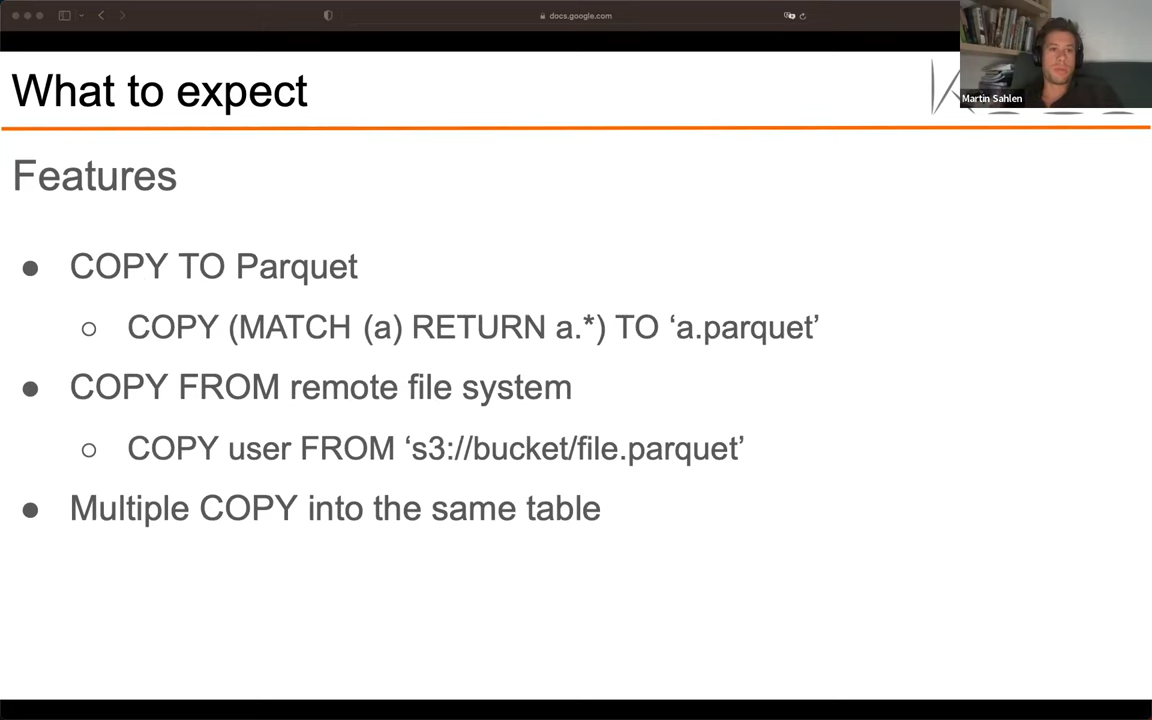 docs.google.com
What to expect
Martin Sahlen
Features
● COPY TO Parquet
○ COPY (MATCH (a) RETURN a.*) TO ‘a.parquet’
● COPY FROM remote file system
○ COPY user FROM ‘s3://bucket/file.parquet’
● Multiple COPY into the same table